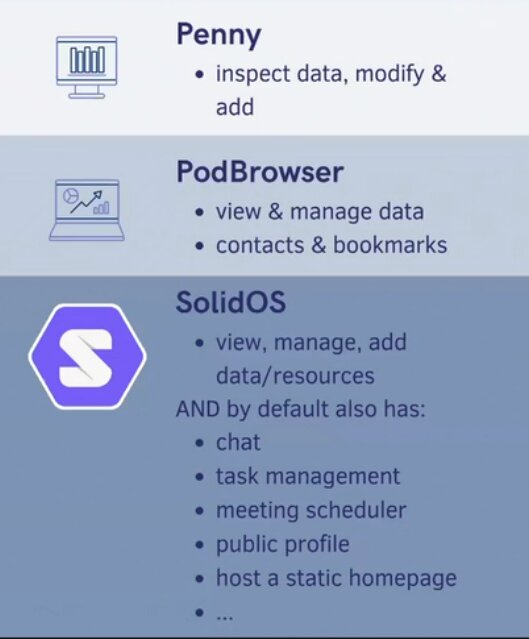 Penny
• inspect data, modify &
add
PodBrowser
• view & manage data
• contacts & bookmarks
SolidOS
• view, manage, add
data/resources
AND by default also has:
• chat
• task management
• meeting scheduler
• public profile
• host a static homepage
• ...